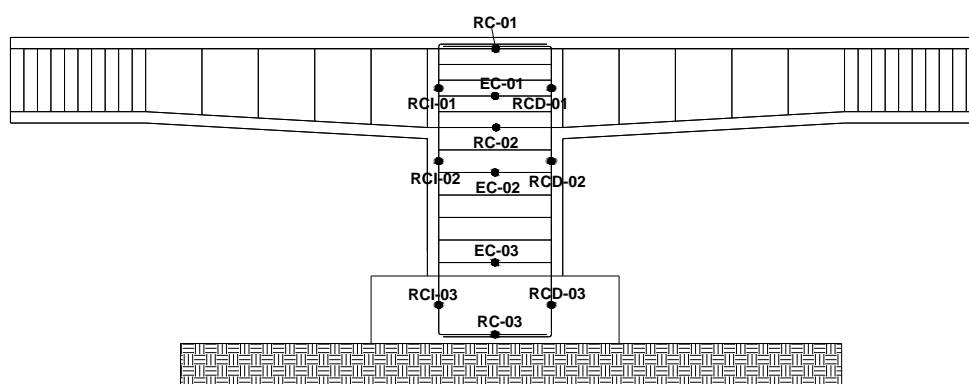 RC-01
EC-01
RCI-01
RCD-01
RC-02
RCI-02
RCD-02
EC-02
EC-03
RCI-03
RCD-03
RC-03